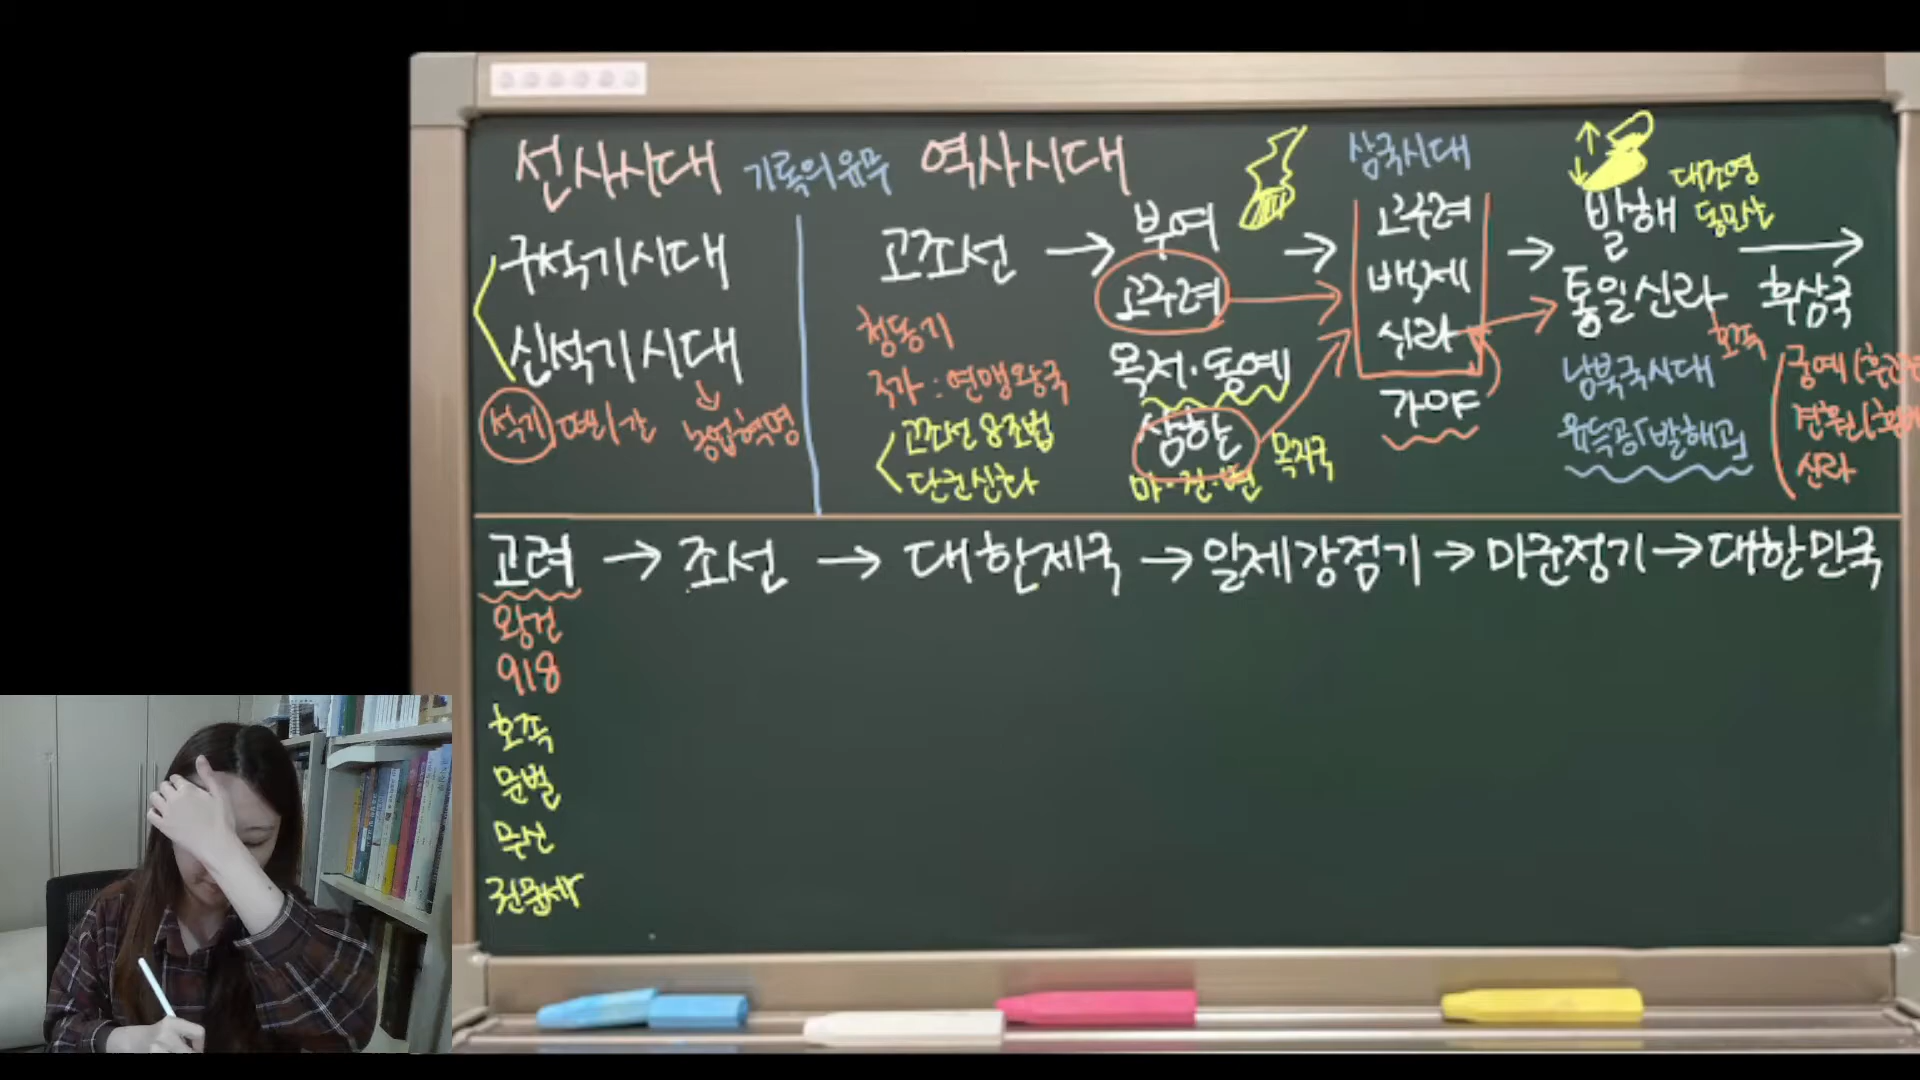 선사시대 기록의 유무 역사시대
구석기시대
신석기시대
석기 뗀/간
농업혁명
고조선 →
청동기
국가 : 연맹왕국
고조선 8조법
단군신화
부여 →
고구려
옥저·동예
삼한
마·진·변
목지국
삼국시대
고구려
백제
신라
가야
→ 발해 →
대조영
동모산
통일신라 후삼국
호족
남북국시대
유득공「발해고」
궁예(후고구
견훤(후백제
신라
고려 → 조선 → 대한제국 → 일제강점기 → 미군정기 → 대한민국
왕건
918
호족
문벌
무신
권문세